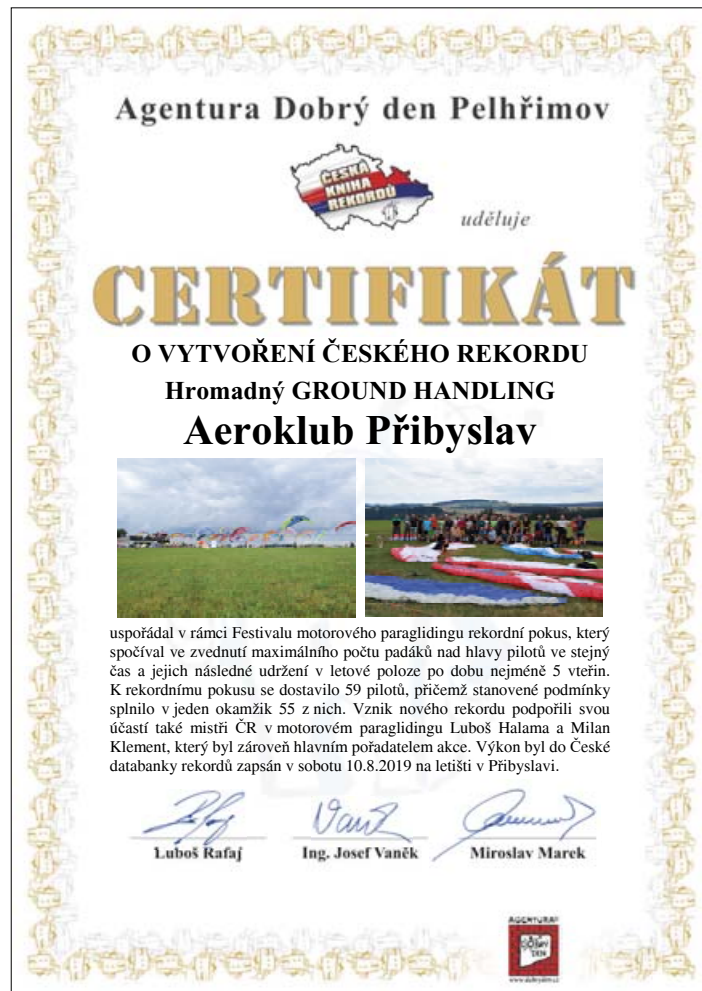 Agentura Dobrý den Pelhřimov
ČESKÁ
KNIHA
REKORDŮ
uděluje
CERTIFIKÁT
O VYTVOŘENÍ ČESKÉHO REKORDU
Hromadný GROUND HANDLING
Aeroklub Přibyslav
uspořádal v rámci Festivalu motorového paraglidingu rekordní pokus, který
spočíval ve zvednutí maximálního počtu padáků nad hlavy pilotů ve stejný
čas a jejich následné udržení v letové poloze po dobu nejméně 5 vteřin.
K rekordnímu pokusu se dostavilo 59 pilotů, přičemž stanovené podmínky
splnilo v jeden okamžik 55 z nich. Vznik nového rekordu podpořili svou
účastí také mistři ČR v motorovém paraglidingu Luboš Halama a Milan
Klement, který byl zároveň hlavním pořadatelem akce. Výkon byl do České
databanky rekordů zapsán v sobotu 10.8.2019 na letišti v Přibyslavi.
Luboš Rafaj
Ing. Josef Vaněk
Miroslav Marek
AGENTURA
DOBRÝ
DEN